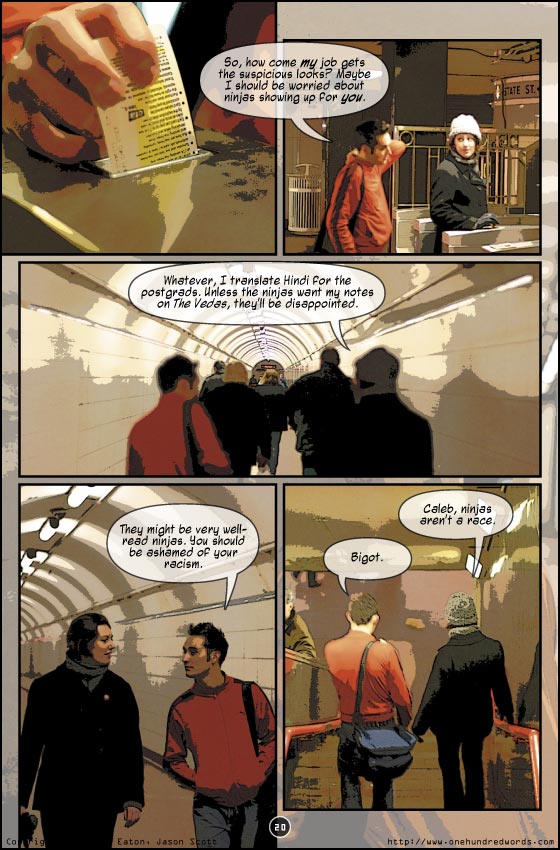 So, how come my job gets
the suspicious looks? Maybe
I should be worried about
ninjas showing up for you.
STATE ST.
Whatever, I translate Hindi for the
postgrads. Unless the ninjas want my notes
on The Vedas, they'll be disappointed.
They might be very well-
read ninjas. You should
be ashamed of your
racism.
Caleb, ninjas
aren't a race.
Bigot.
Eaton, Jason Scott
20
http://www.onehundredwords.com